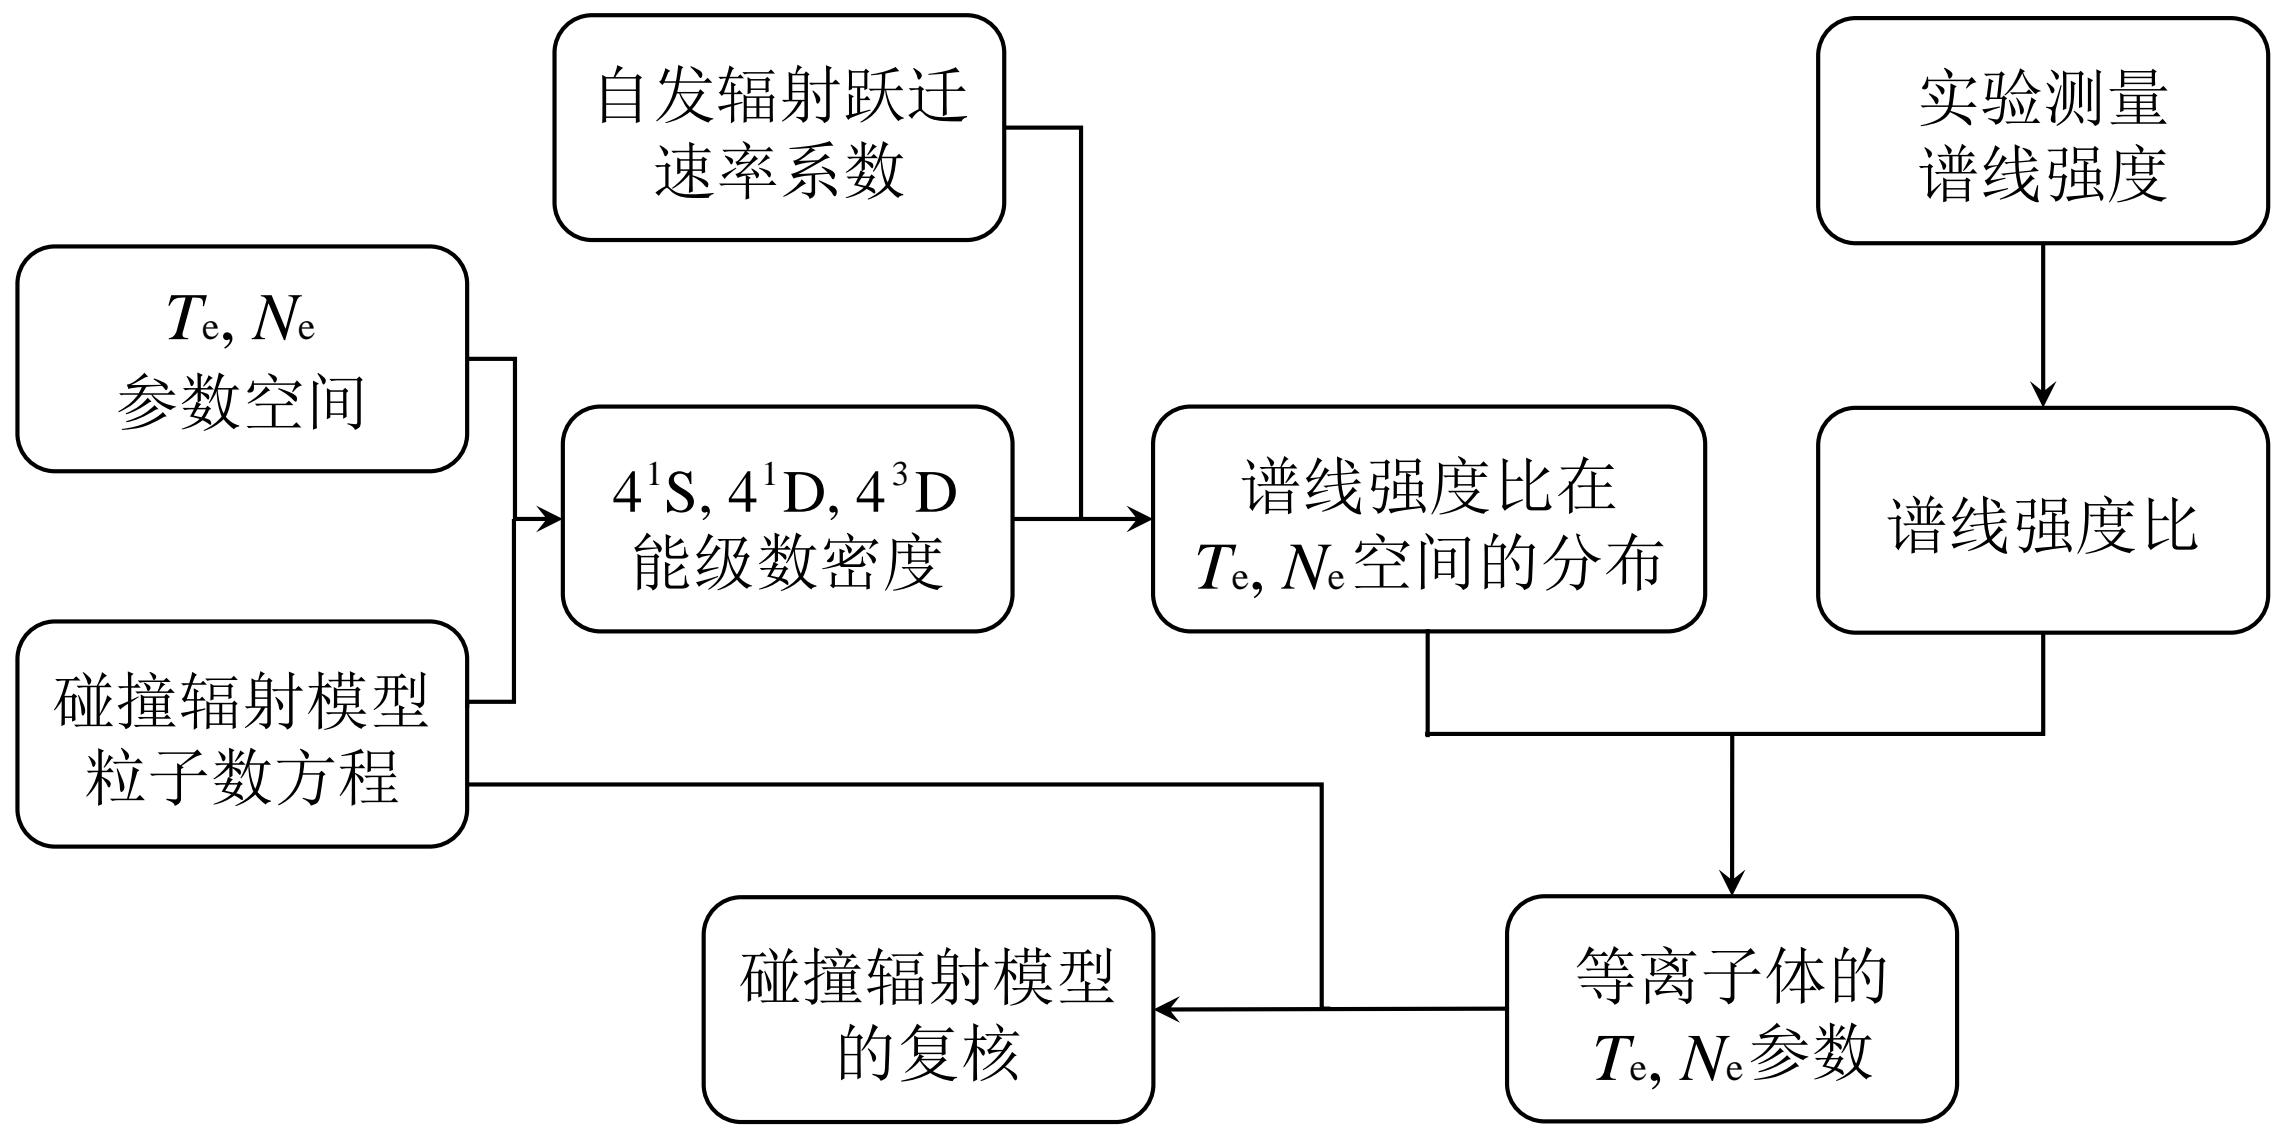 自发辐射跃迁
速率系数
实验测量
谱线强度
Te, Ne
参数空间
4¹S, 4¹D, 4³D
能级数密度
谱线强度比在
Te, Ne空间的分布
谱线强度比
碰撞辐射模型
粒子数方程
碰撞辐射模型
的复核
等离子体的
Te, Ne参数